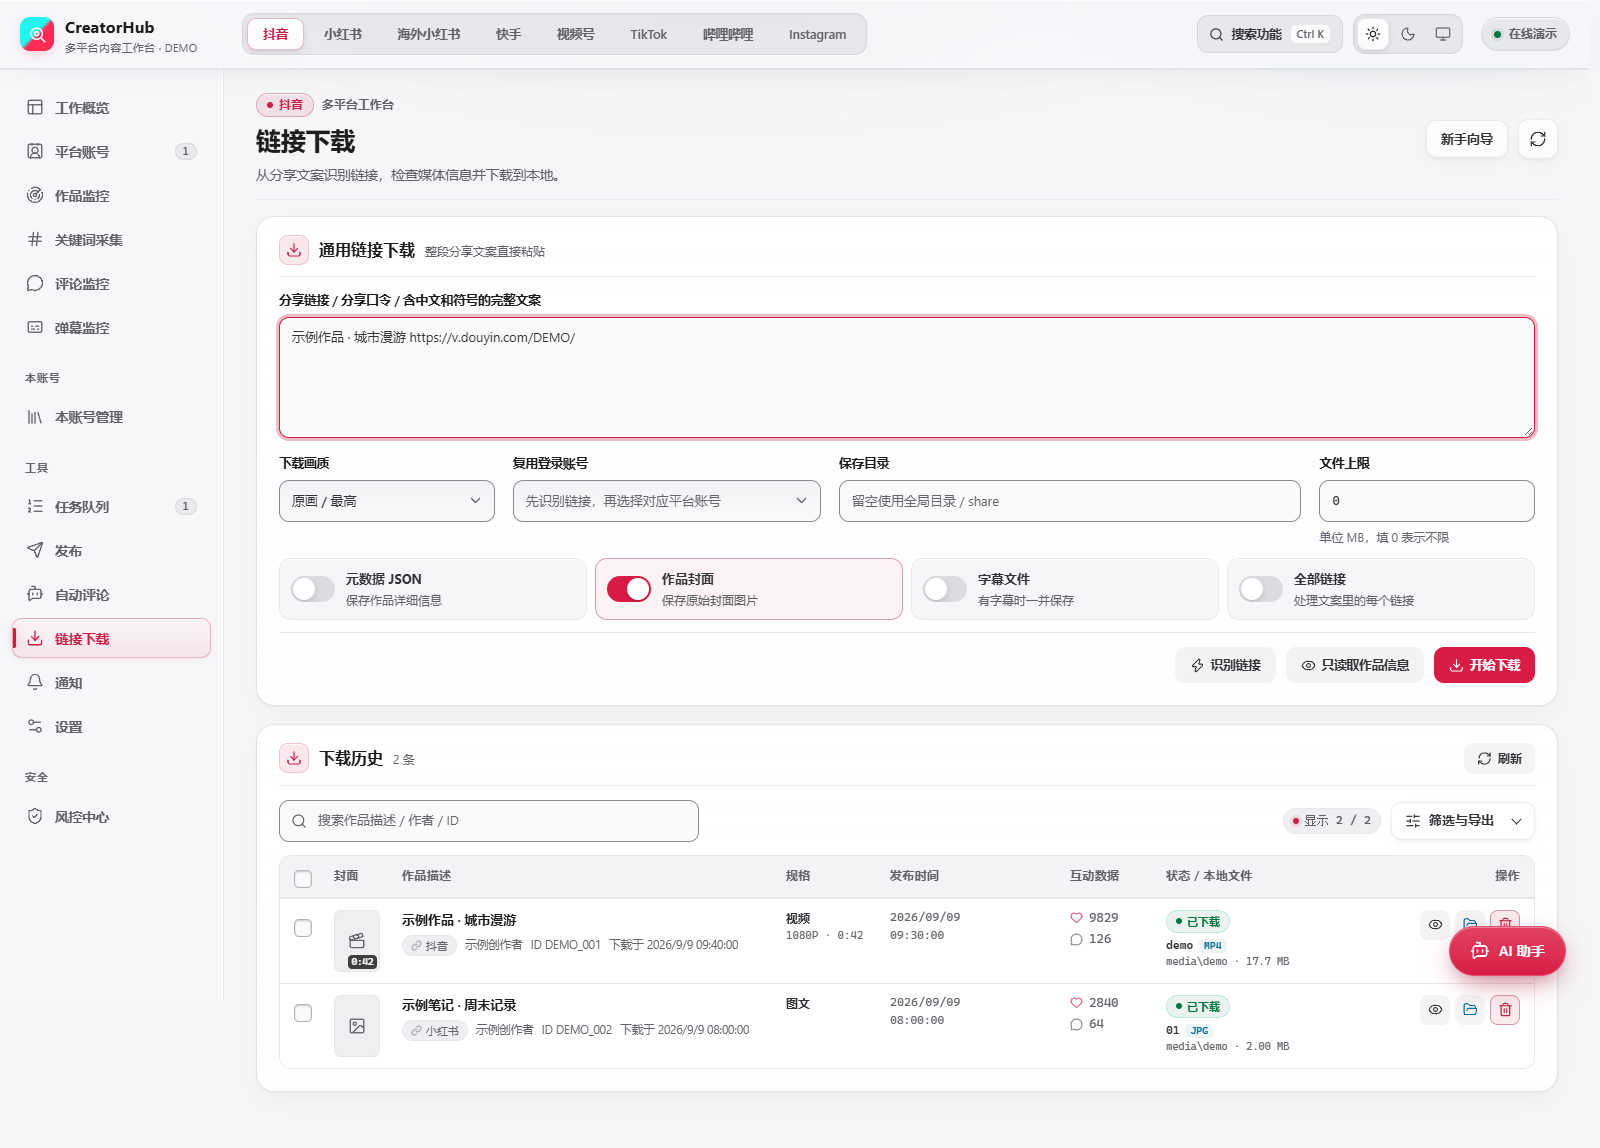 CreatorHub
多平台内容工作台 · DEMO
抖音
小红书
海外小红书
快手
视频号
TikTok
哔哩哔哩
Instagram
搜索功能
Ctrl K
在线演示
工作概览
平台账号
1
作品监控
关键词采集
评论监控
弹幕监控
本账号
本账号管理
工具
任务队列
1
发布
自动评论
链接下载
通知
设置
安全
风控中心
抖音
多平台工作台
链接下载
从分享文案识别链接，检查媒体信息并下载到本地。
新手向导
通用链接下载
整段分享文案直接粘贴
分享链接 / 分享口令 / 含中文和符号的完整文案
示例作品 · 城市漫游 https://v.douyin.com/DEMO/
下载画质
复用登录账号
保存目录
文件上限
原画 / 最高
先识别链接，再选择对应平台账号
留空使用全局目录 / share
0
单位 MB，填 0 表示不限
元数据 JSON
保存作品详细信息
作品封面
保存原始封面图片
字幕文件
有字幕时一并保存
全部链接
处理文案里的每个链接
识别链接
只读取作品信息
开始下载
下载历史
2 条
刷新
搜索作品描述 / 作者 / ID
显示 2 / 2
筛选与导出
封面
作品描述
规格
发布时间
互动数据
状态 / 本地文件
操作
0:42
示例作品 · 城市漫游
抖音
示例创作者
ID DEMO_001
下载于 2026/9/9 09:40:00
视频
1080P · 0:42
2026/09/09
09:30:00
9829
126
已下载
demo MP4
media\demo · 17.7 MB
AI 助手
示例笔记 · 周末记录
小红书
示例创作者
ID DEMO_002
下载于 2026/9/9 08:00:00
图文
2026/09/09
08:00:00
2840
64
已下载
01 JPG
media\demo · 2.00 MB